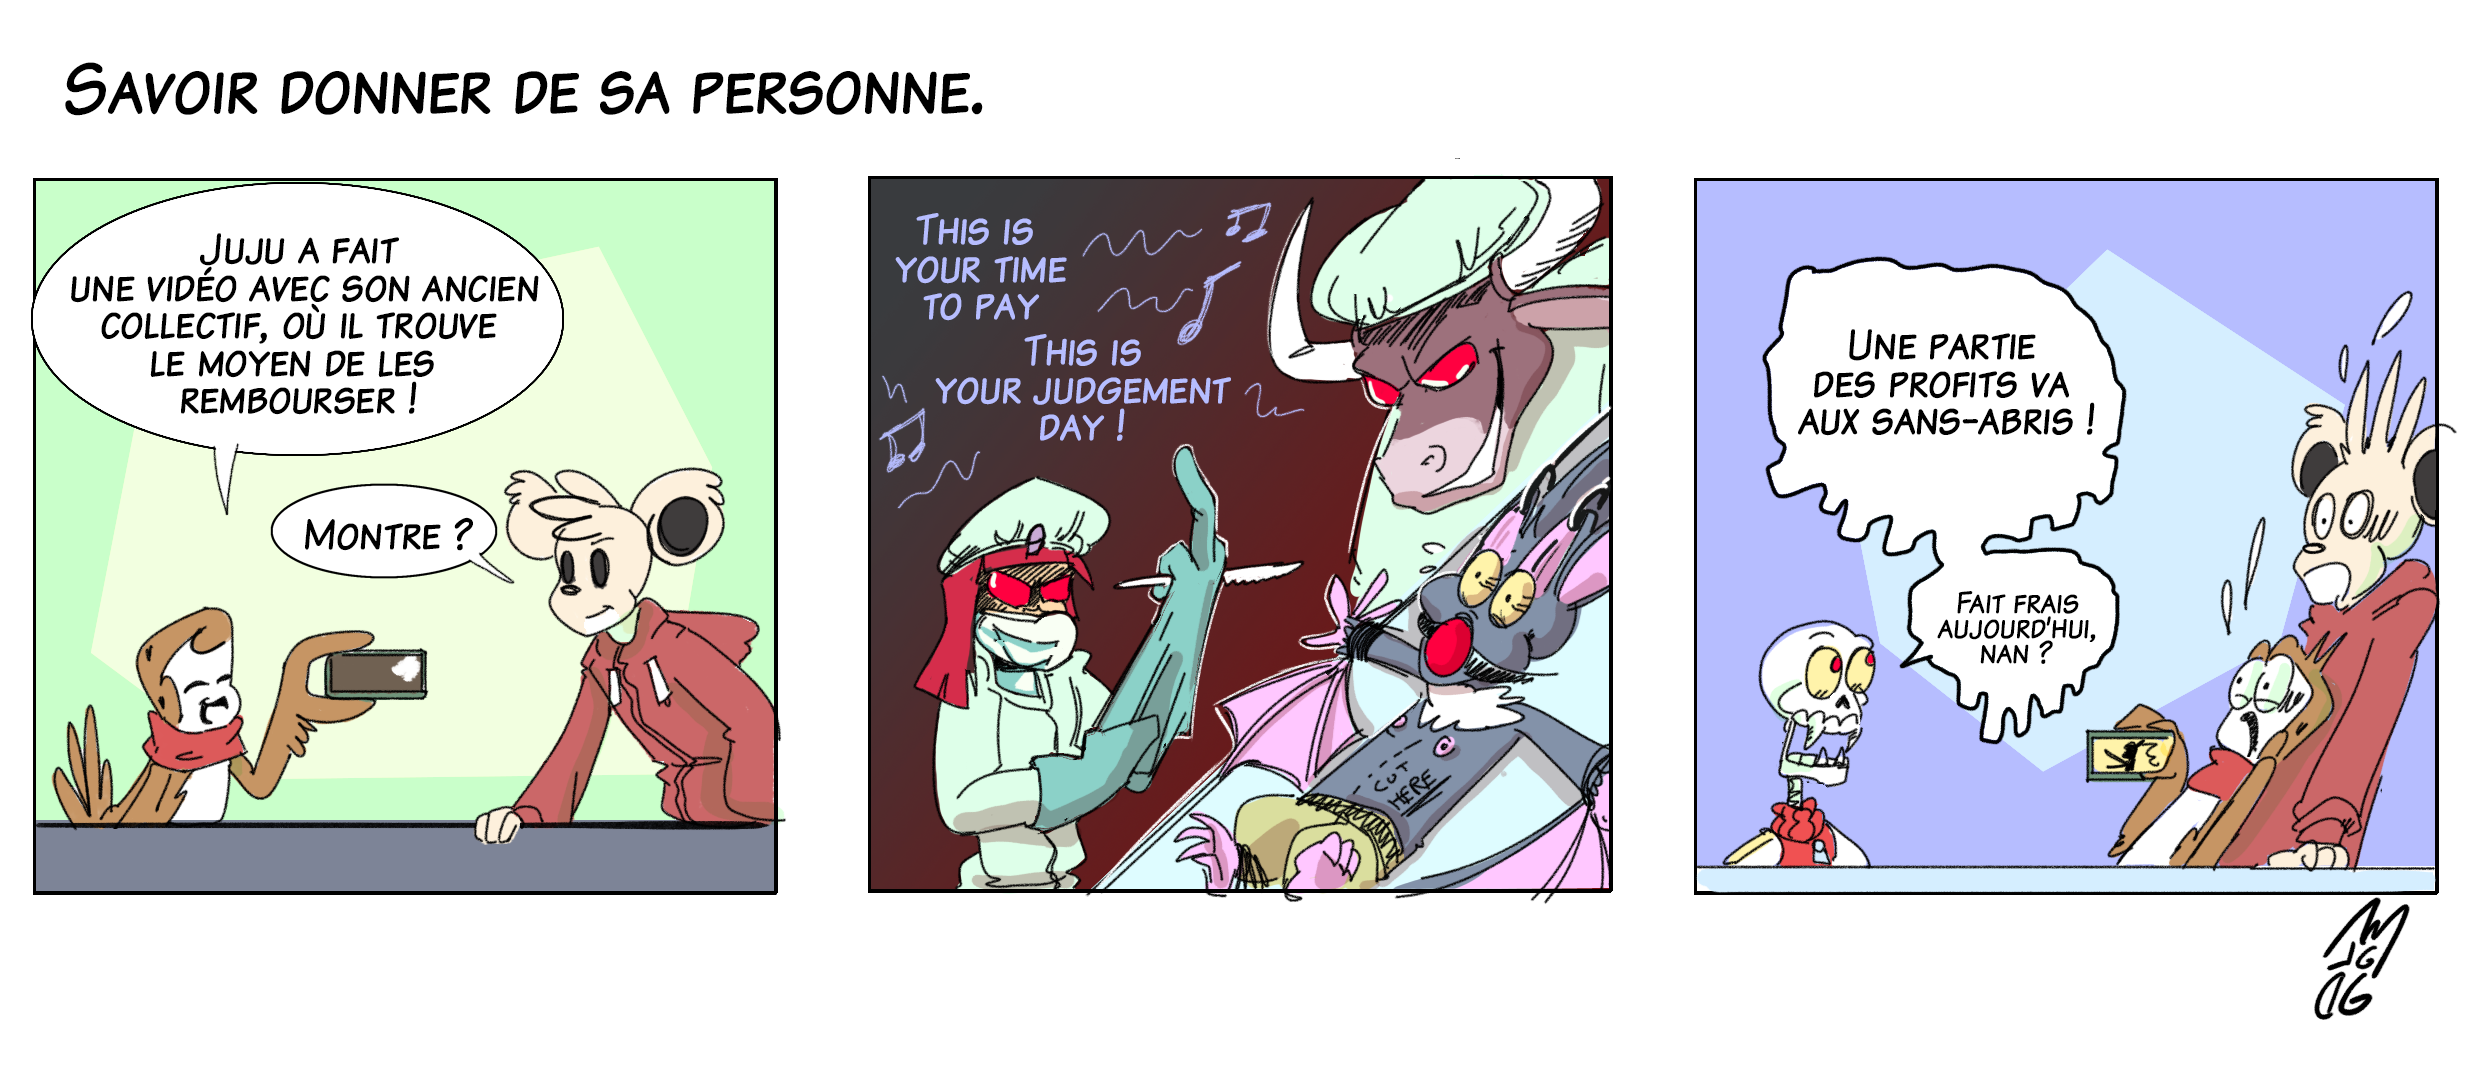 Savoir donner de sa personne.
Juju a fait
une vidéo avec son ancien
collectif, où il trouve
le moyen de les
rembourser !
Montre ?
This is
your time
to pay
This is
your judgement
day !
CUT
HERE
Une partie
des profits va
aux sans-abris !
Fait frais
aujourd'hui,
nan ?